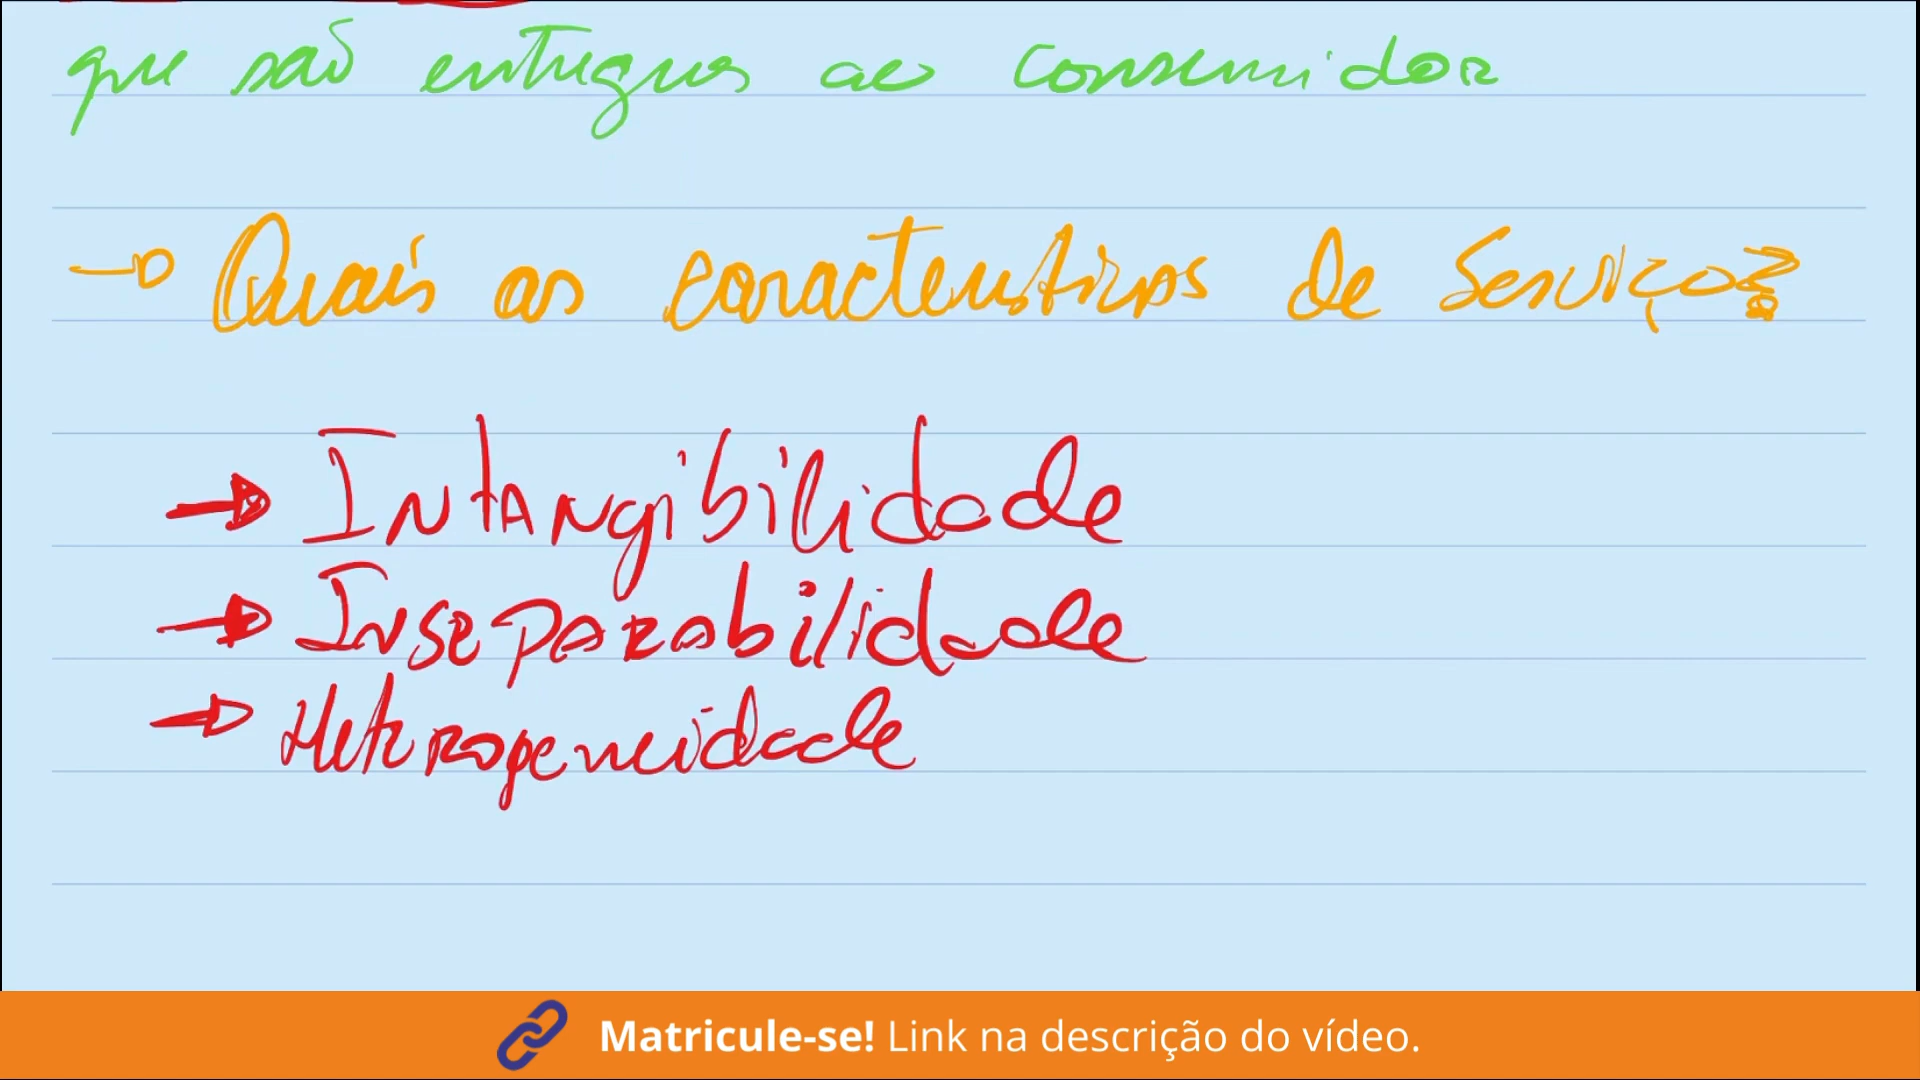 que são entregues ao consumidor
Quais as características de Serviço?
Intangibilidade
Inseparabilidade
Heterogeneidade
Matricule-se! Link na descrição do vídeo.